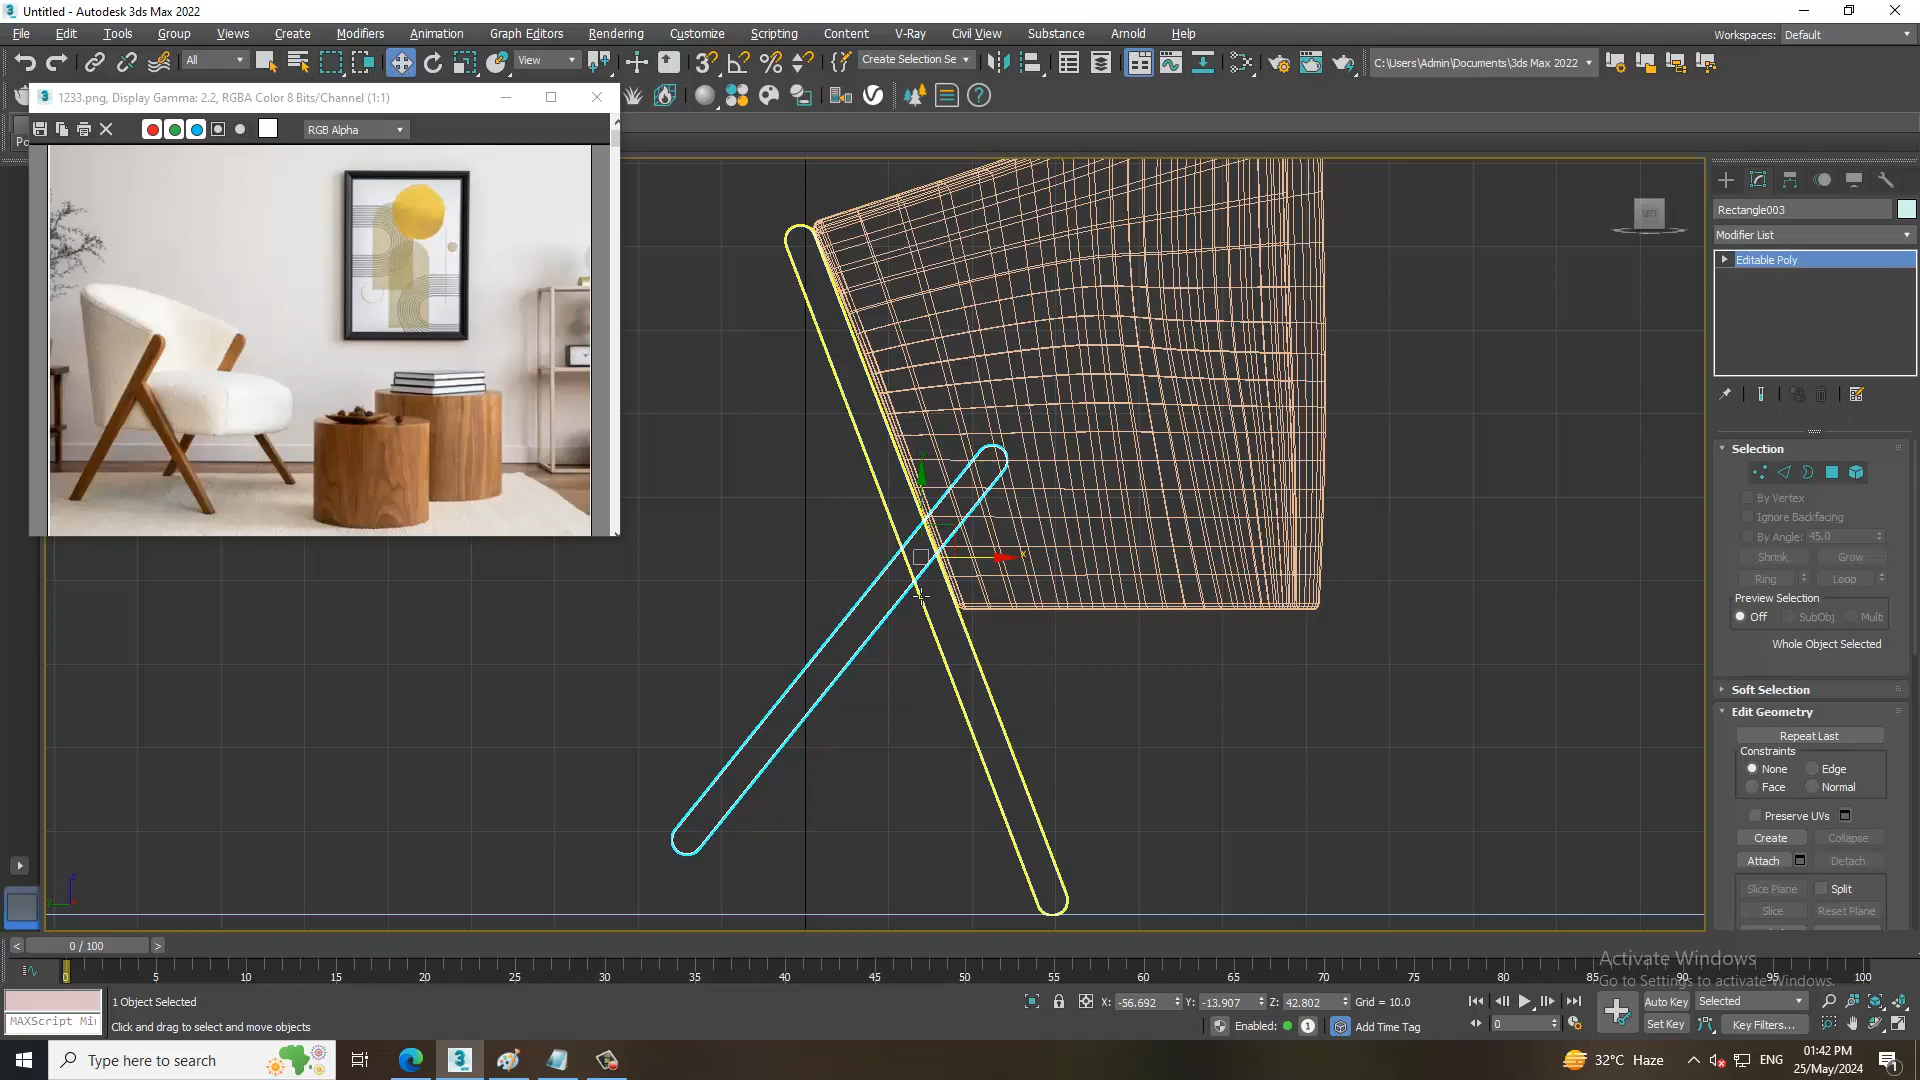 Untitled - Autodesk 3ds Max 2022
File Edit Tools Group Views Create Modifiers Animation Graph Editors Rendering Customize Scripting Content V-Ray Civil View Substance Arnold Help
Workspaces: Default
All
View
Create Selection Se
C:\Users\Admin\Documents\3ds Max 2022
1233.png, Display Gamma: 2.2, RGBA Color 8 Bits/Channel (1:1)
RGB Alpha
Rectangle003
Modifier List
Editable Poly
Selection
By Vertex
Ignore Backfacing
By Angle: 45.0
Shrink Grow
Ring Loop
Preview Selection
Off SubObj Multi
Whole Object Selected
Soft Selection
Edit Geometry
Repeat Last
Constraints
None Edge
Face Normal
Preserve UVs
Create Collapse
Attach Detach
Slice Plane Split
Slice Reset Plane
x
z
0 / 100
0 5 10 15 20 25 30 35 40 45 50 55 60 65 70 75 80 85 90 95 100
Activate Windows
Go to Settings to activate Windows.
1 Object Selected
X: -56.692 Y: -13.907 Z: 42.802 Grid = 10.0
Auto Key Selected
MAXScript Mi
Click and drag to select and move objects
Enabled: 1 Add Time Tag
0
Set Key Key Filters...
Type here to search
32°C Haze
ENG
01:42 PM
25/May/2024
1